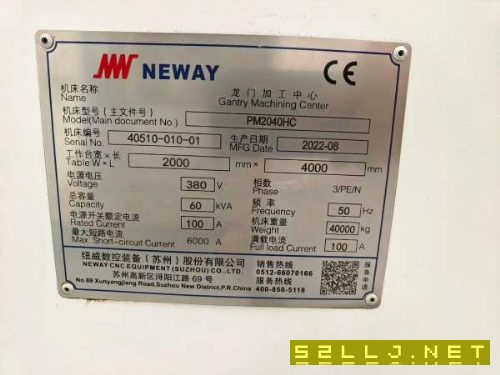 NEWAY
CE
机床名称 龙门加工中心
Name Gantry Machining Center
机床型号 (主文件号)
Model(Main document No.) PM2040HC
机床编号 生产日期
Serial No. 40510-010-01 MFG Date 2022-08
工作台宽×长
Table W×L 2000 mm× 4000 mm
电源电压 相数
Voltage 380 V Phase 3/PE/N
总容量 频率
Capacity 60 kVA Frequency 50 Hz
电源开关额定电流 机床重量
Rated Current 100 A Weight 40000 kg
最大短路电流 满载电流
Max. Short-circuit Current 6000 A Full load Current 100 A
纽威数控装备(苏州)股份有限公司 销售热线
NEWAY CNC EQUIPMENT (SUZHOU) CO.,LTD. 0512-66070166
苏州高新区浔阳江路 69 号 服务热线
No.69 Xunyangjiang Road,Suzhou New District,P.R.China 400-850-5118
服务申请
52LLJ.NET